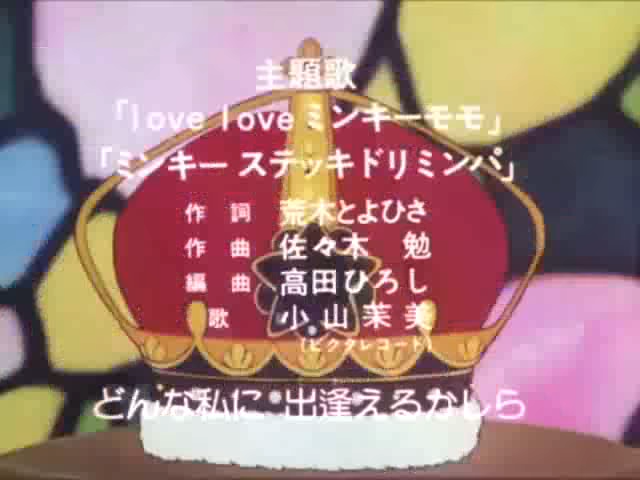 主題歌
「love love ミンキーモモ」
「ミンキー ステッキドリミンパ」
作 詞 荒木とよひさ
作 曲 佐々木 勉
編 曲 高田ひろし
歌 小山茉美
(ビクタレコード)
どんな私に 出逢えるかしら